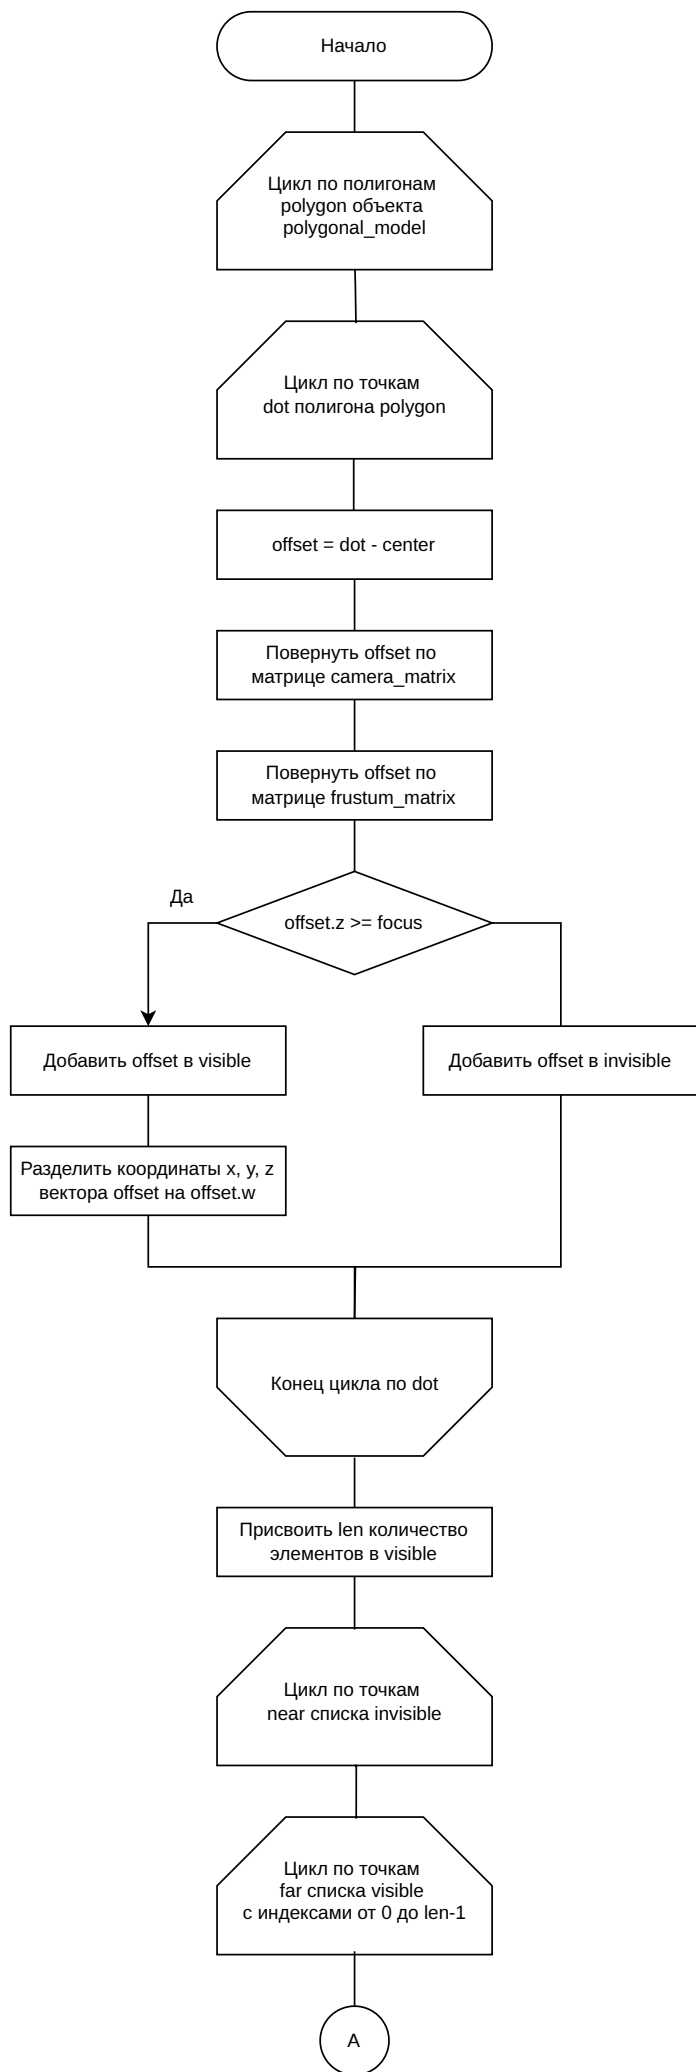 Начало
Цикл по полигонам
polygon объекта
polygonal_model
Цикл по точкам
dot полигона polygon
offset = dot - center
Повернуть offset по
матрице camera_matrix
Повернуть offset по
матрице frustum_matrix
Да
offset.z >= focus
Добавить offset в visible
Добавить offset в invisible
Разделить координаты x, y, z
вектора offset на offset.w
Конец цикла по dot
Присвоить len количество
элементов в visible
Цикл по точкам
near списка invisible
Цикл по точкам
far списка visible
с индексами от 0 до len-1
A